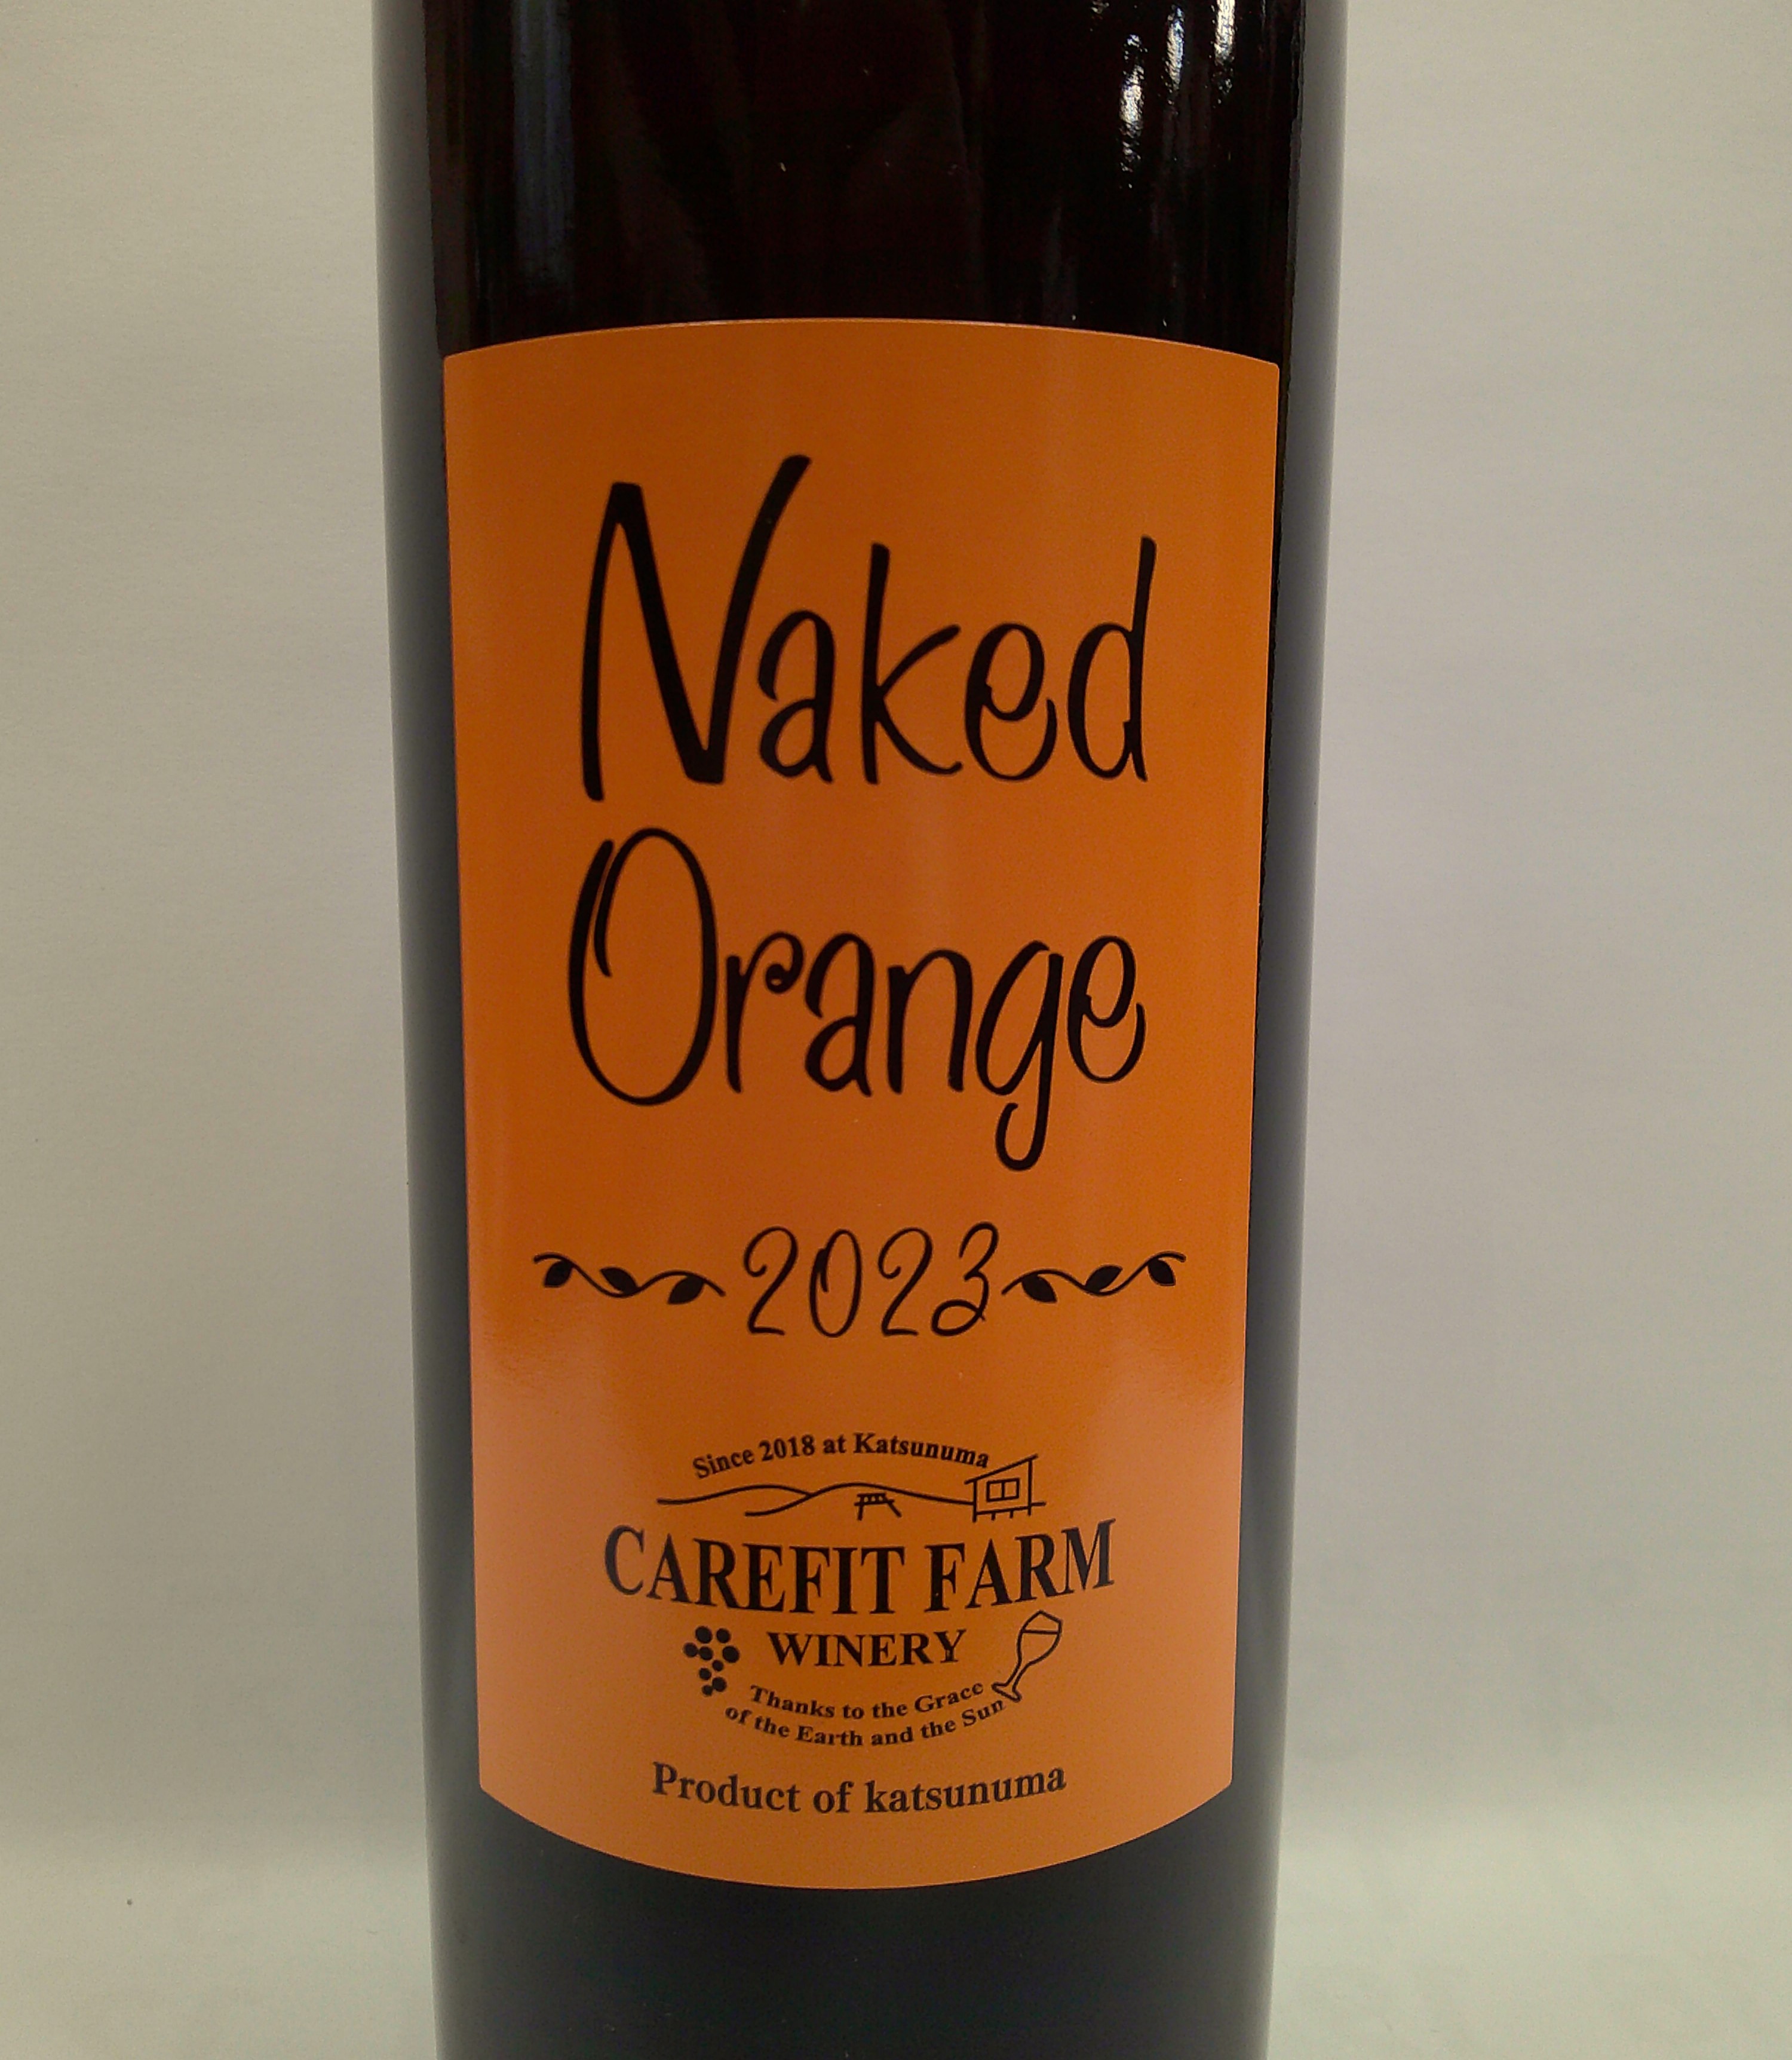 Naked
Orange
2023
Since 2018 at Katsunuma
CAREFIT FARM
WINERY
Thanks to the Grace
of the Earth and the Sun
Product of katsunuma